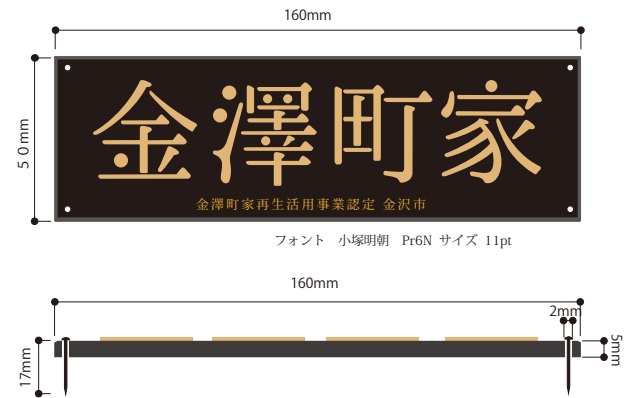 160mm
50mm
金澤町家
金澤町家再生活用事業認定 金沢市
フォント 小塚明朝 Pr6N サイズ 11pt
160mm
2mm
5mm
17mm